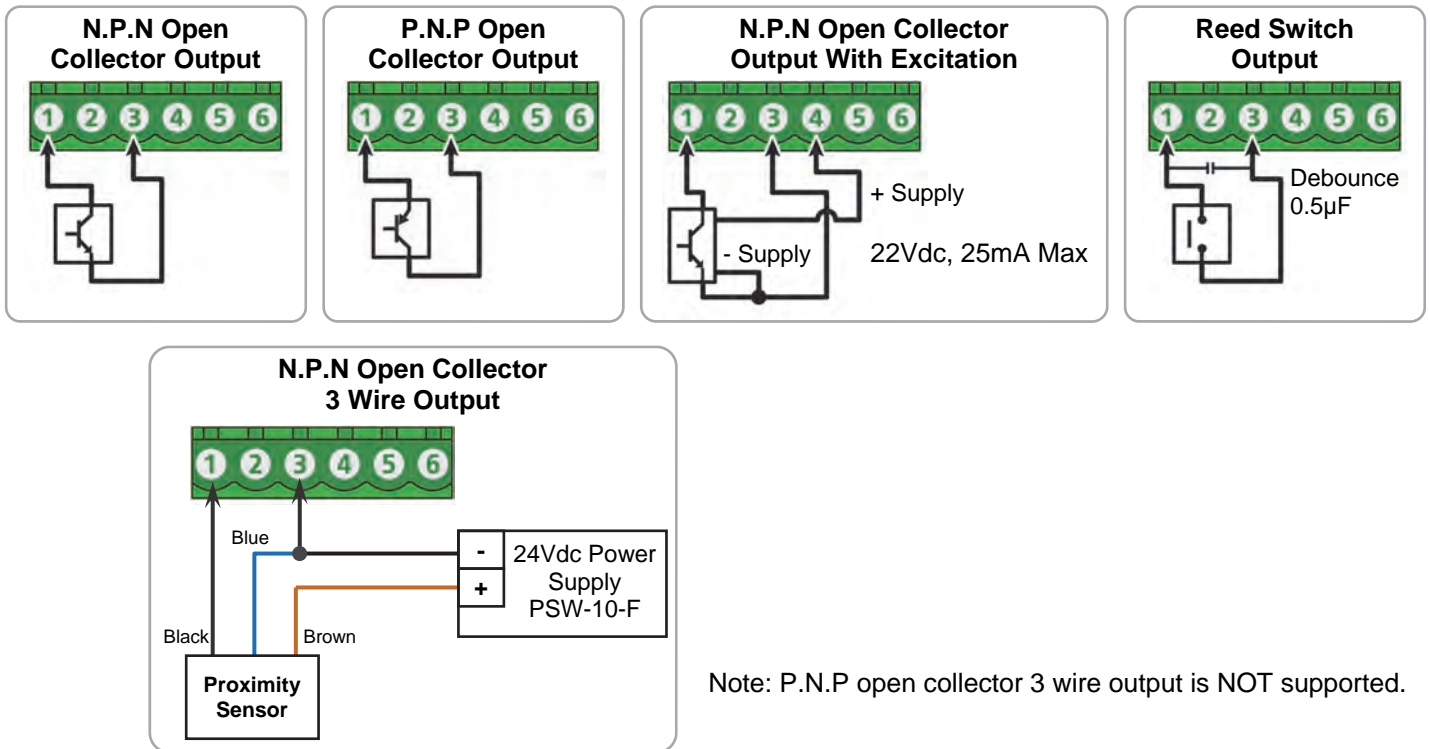 N.P.N Open
Collector Output
1 2 3 4 5 6
P.N.P Open
Collector Output
1 2 3 4 5 6
N.P.N Open Collector
Output With Excitation
1 2 3 4 5 6
+ Supply
- Supply
22Vdc, 25mA Max
Reed Switch
Output
1 2 3 4 5 6
Debounce
0.5µF
N.P.N Open Collector
3 Wire Output
1 2 3 4 5 6
Blue
-
+
24Vdc Power
Supply
PSW-10-F
Black
Brown
Proximity
Sensor
Note: P.N.P open collector 3 wire output is NOT supported.